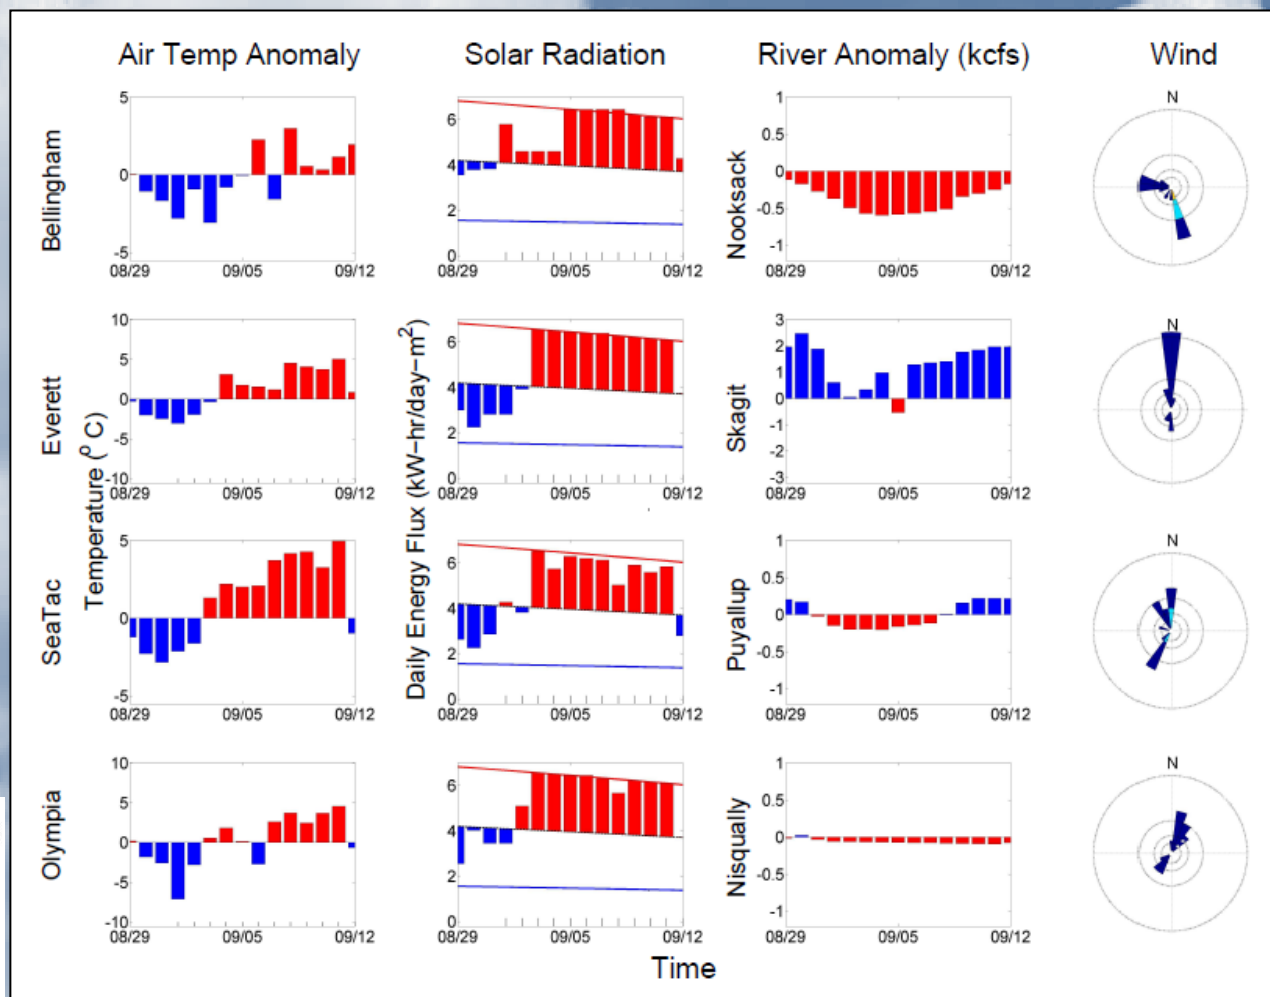 Air Temp Anomaly Solar Radiation River Anomaly (kcfs) Wind
Bellingham
5
0
-5
08/29 09/05 09/12
6
4
2
0
08/29 09/05 09/12
Nooksack
1
0.5
0
-0.5
-1
08/29 09/05 09/12
N
Everett
10
5
0
-5
-10
08/29 09/05 09/12
6
4
2
0
08/29 09/05 09/12
Skagit
3
2
1
0
-1
-2
-3
08/29 09/05 09/12
N
Temperature (º C)
Daily Energy Flux (kW-hr/day-m²)
SeaTac
5
0
-5
08/29 09/05 09/12
6
4
2
0
08/29 09/05 09/12
Puyallup
1
0.5
0
-0.5
-1
08/29 09/05 09/12
N
Olympia
10
5
0
-5
-10
08/29 09/05 09/12
6
4
2
0
08/29 09/05 09/12
Nisqually
1
0.5
0
-0.5
-1
08/29 09/05 09/12
N
Time